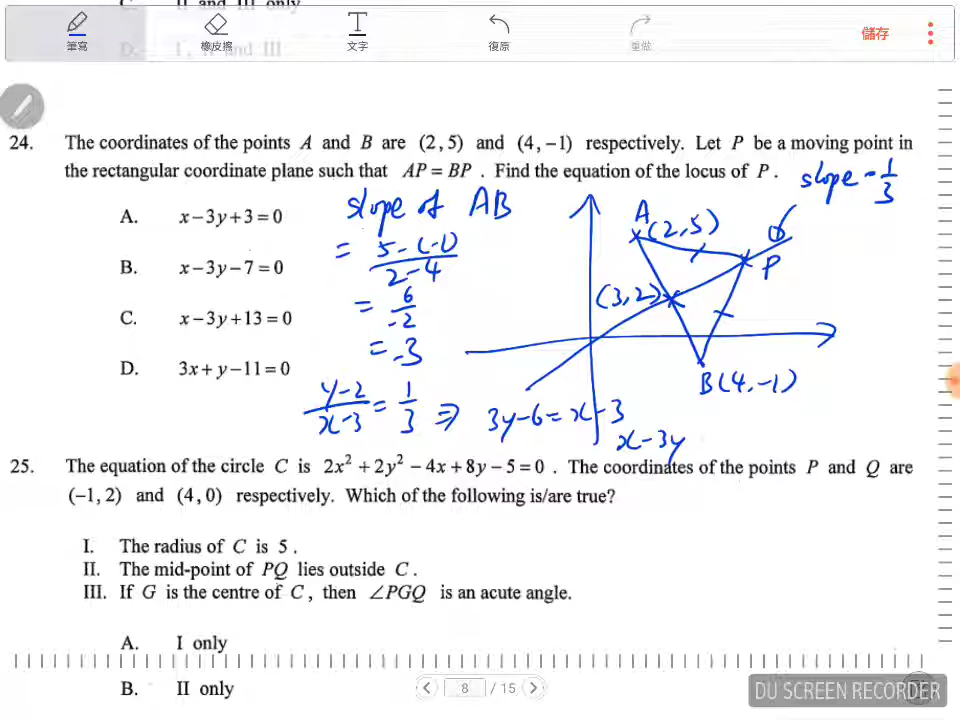 C. II and III only
筆寫
橡皮擦
文字
復原
重做
儲存
D. I, II and III
24. The coordinates of the points A and B are (2, 5) and (4, −1) respectively. Let P be a moving point in
the rectangular coordinate plane such that AP = BP . Find the equation of the locus of P .
slope = 1/3
A. x − 3y + 3 = 0
B. x − 3y − 7 = 0
C. x − 3y + 13 = 0
D. 3x + y − 11 = 0
slope of AB
= 5-(-1)/2-4
= 6/-2
= -3
A
(2, 5)
P
(3, 2)
B(4, -1)
y-2/x-3 = 1/3 ⇒ 3y-6 = x-3
x-3y
25. The equation of the circle C is 2x² + 2y² − 4x + 8y − 5 = 0 . The coordinates of the points P and Q are
(−1, 2) and (4, 0) respectively. Which of the following is/are true?
I. The radius of C is 5 .
II. The mid-point of PQ lies outside C .
III. If G is the centre of C , then ∠PGQ is an acute angle.
A. I only
B. II only
8 / 15
DU SCREEN RECORDER